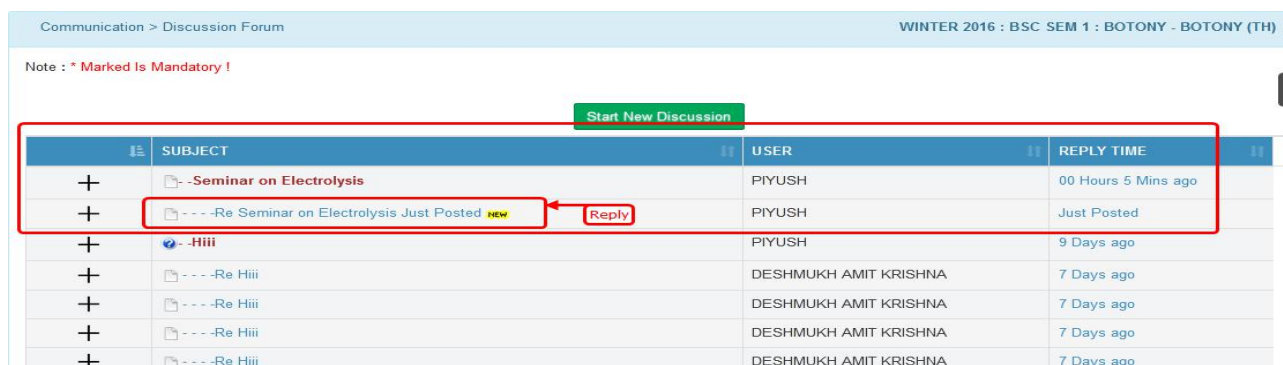 Communication > Discussion Forum WINTER 2016 : BSC SEM 1 : BOTONY - BOTONY (TH)
Note : * Marked Is Mandatory !
Start New Discussion
SUBJECT USER REPLY TIME
- -Seminar on Electrolysis PIYUSH 00 Hours 5 Mins ago
- - - -Re Seminar on Electrolysis Just Posted NEW Reply PIYUSH Just Posted
- -Hiii PIYUSH 9 Days ago
- - - -Re Hiii DESHMUKH AMIT KRISHNA 7 Days ago
- - - -Re Hiii DESHMUKH AMIT KRISHNA 7 Days ago
- - - -Re Hiii DESHMUKH AMIT KRISHNA 7 Days ago
- - - -Re Hiii DESHMUKH AMIT KRISHNA 7 Days ago